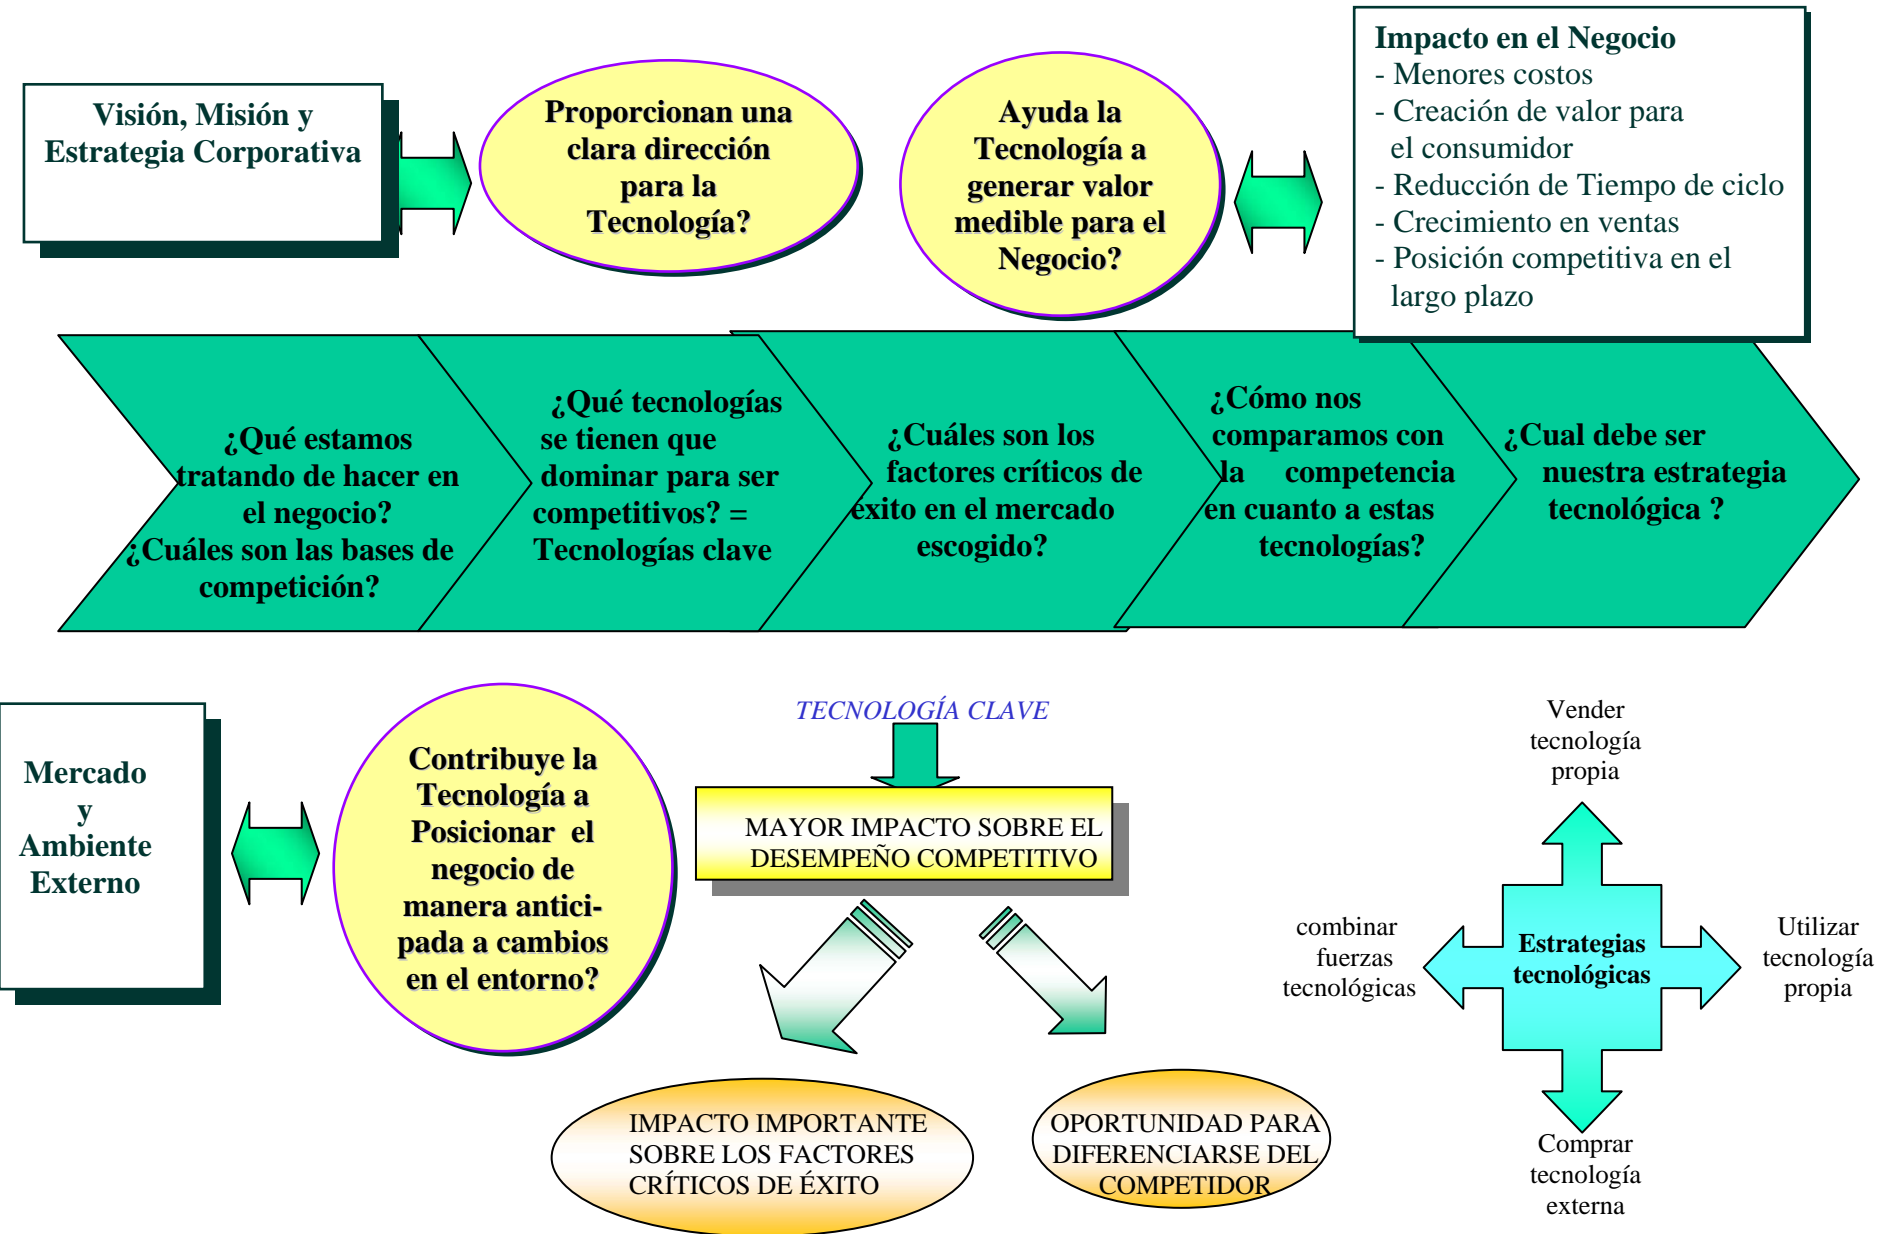 Visión, Misión y
Estrategia Corporativa
Proporcionan una
clara dirección
para la
Tecnología?
Ayuda la
Tecnología a
generar valor
medible para el
Negocio?
Impacto en el Negocio
- Menores costos
- Creación de valor para
el consumidor
- Reducción de Tiempo de ciclo
- Crecimiento en ventas
- Posición competitiva en el
largo plazo
¿Qué estamos
tratando de hacer en
el negocio?
¿Cuáles son las bases de
competición?
¿Qué tecnologías
se tienen que
dominar para ser
competitivos? =
Tecnologías clave
¿Cuáles son los
factores críticos de
éxito en el mercado
escogido?
¿Cómo nos
comparamos con
la competencia
en cuanto a estas
tecnologías?
¿Cual debe ser
nuestra estrategia
tecnológica ?
Mercado
y
Ambiente
Externo
Contribuye la
Tecnología a
Posicionar el
negocio de
manera antici-
pada a cambios
en el entorno?
TECNOLOGÍA CLAVE
MAYOR IMPACTO SOBRE EL
DESEMPEÑO COMPETITIVO
IMPACTO IMPORTANTE
SOBRE LOS FACTORES
CRÍTICOS DE ÉXITO
OPORTUNIDAD PARA
DIFERENCIARSE DEL
COMPETIDOR
Vender
tecnología
propia
combinar
fuerzas
tecnológicas
Estrategias
tecnológicas
Utilizar
tecnología
propia
Comprar
tecnología
externa